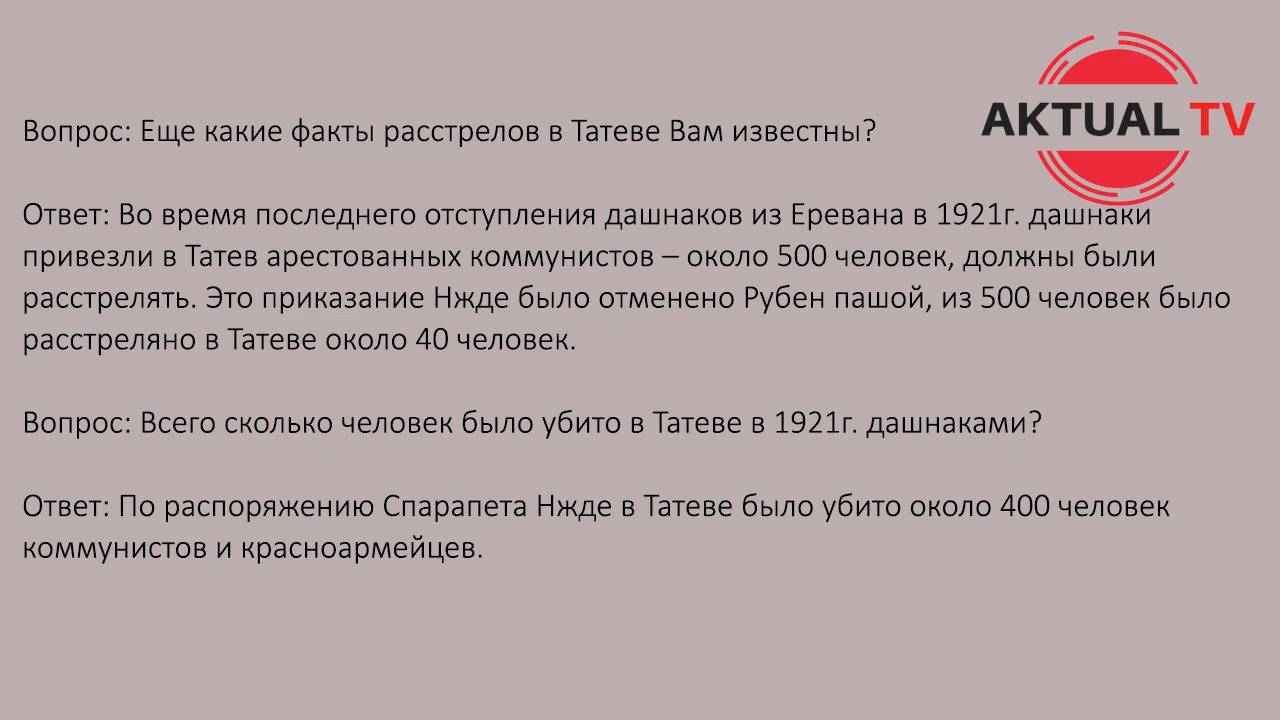 AKTUAL TV
Вопрос: Еще какие факты расстрелов в Татеве Вам известны?
Ответ: Во время последнего отступления дашнаков из Еревана в 1921г. дашнаки
привезли в Татев арестованных коммунистов – около 500 человек, должны были
расстрелять. Это приказание Нжде было отменено Рубен пашой, из 500 человек было
расстреляно в Татеве около 40 человек.
Вопрос: Всего сколько человек было убито в Татеве в 1921г. дашнаками?
Ответ: По распоряжению Спарапета Нжде в Татеве было убито около 400 человек
коммунистов и красноармейцев.